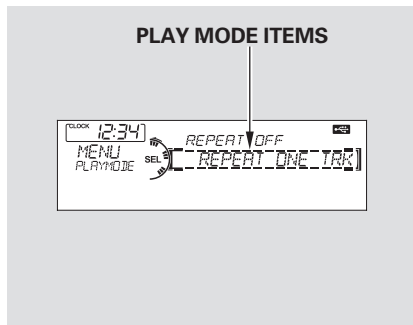 PLAY MODE ITEMS
CLOCK 12:34
REPEAT OFF
MENU
SEL
REPEAT ONE TRK
PLAYMODE